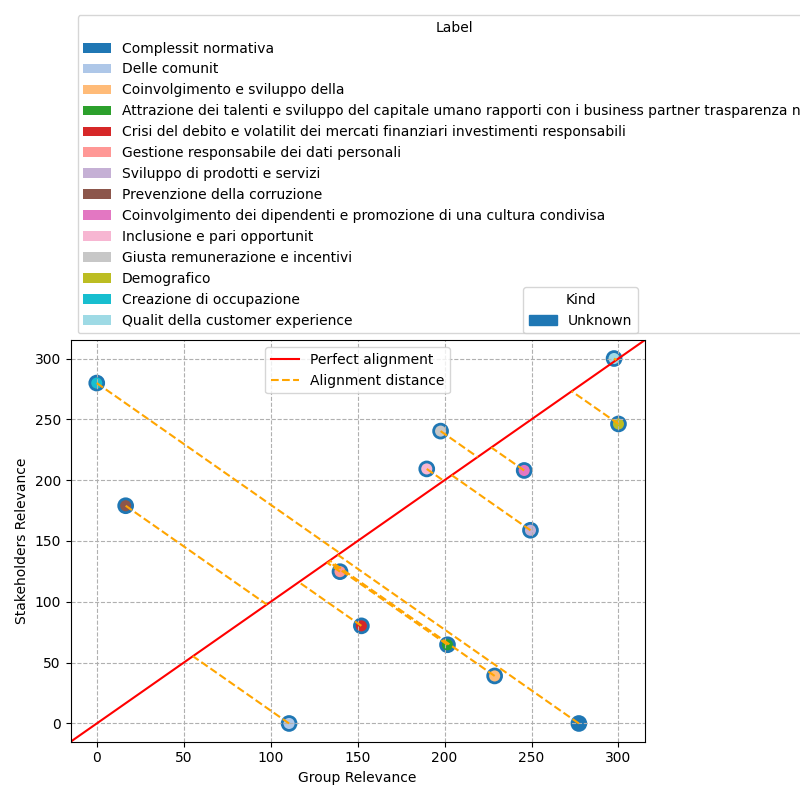 Label
Complessit normativa
Delle comunit
Coinvolgimento e sviluppo della
Attrazione dei talenti e sviluppo del capitale umano rapporti con i business partner trasparenza n
Crisi del debito e volatilit dei mercati finanziari investimenti responsabili
Gestione responsabile dei dati personali
Sviluppo di prodotti e servizi
Prevenzione della corruzione
Coinvolgimento dei dipendenti e promozione di una cultura condivisa
Inclusione e pari opportunit
Giusta remunerazione e incentivi
Demografico
Creazione di occupazione
Qualit della customer experience
Kind
Unknown
Perfect alignment
Alignment distance
Stakeholders Relevance
300
250
200
150
100
50
0
0 50 100 150 200 250 300
Group Relevance